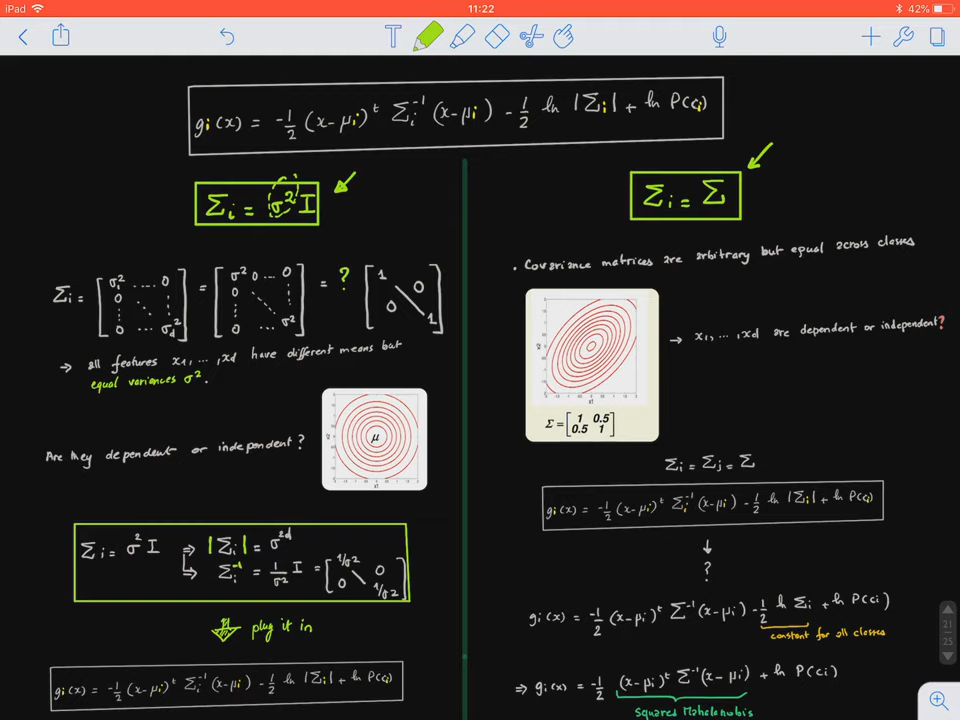 iPad 11:22 42%
T
gi(x) = -1/2 (x-μi)^t Σi^-1 (x-μi) - 1/2 ln |Σi| + ln P(ci)
Σi = σ² I
Σi = [σ1² .... 0 0 0 ... σd²] = [σ² 0 ... 0 0 0 ... σ²] = ? [1 0 0 1]
⇒ all features x1, ..., xd have different means but
equal variances σ².
Are they dependent or independent?
μ
x2
x1
Σi = σ² I ⇒ |Σi| = σ^2d
⇒ Σi^-1 = 1/σ² I = [1/σ2 0 0 1/σ2]
plug it in
gi(x) = -1/2 (x-μi)^t Σi^-1 (x-μi) - 1/2 ln |Σi| + ln P(ci)
Σi = Σ
. Covariance matrices are arbitrary but equal across classes
x2
x1
Σ = [1 0.5
0.5 1]
→ x1, ..., xd are dependent or independent?
Σi = Σj = Σ
gi(x) = -1/2 (x-μi)^t Σi^-1 (x-μi) - 1/2 ln |Σi| + ln P(ci)
?
gi(x) = -1/2 (x-μi)^t Σ^-1 (x-μi) - 1/2 ln Σi + ln P(ci)
constant for all classes
⇒ gi(x) = -1/2 (x-μi)^t Σ^-1 (x-μi) + ln P(ci)
Squared Mahalanobis
21
25